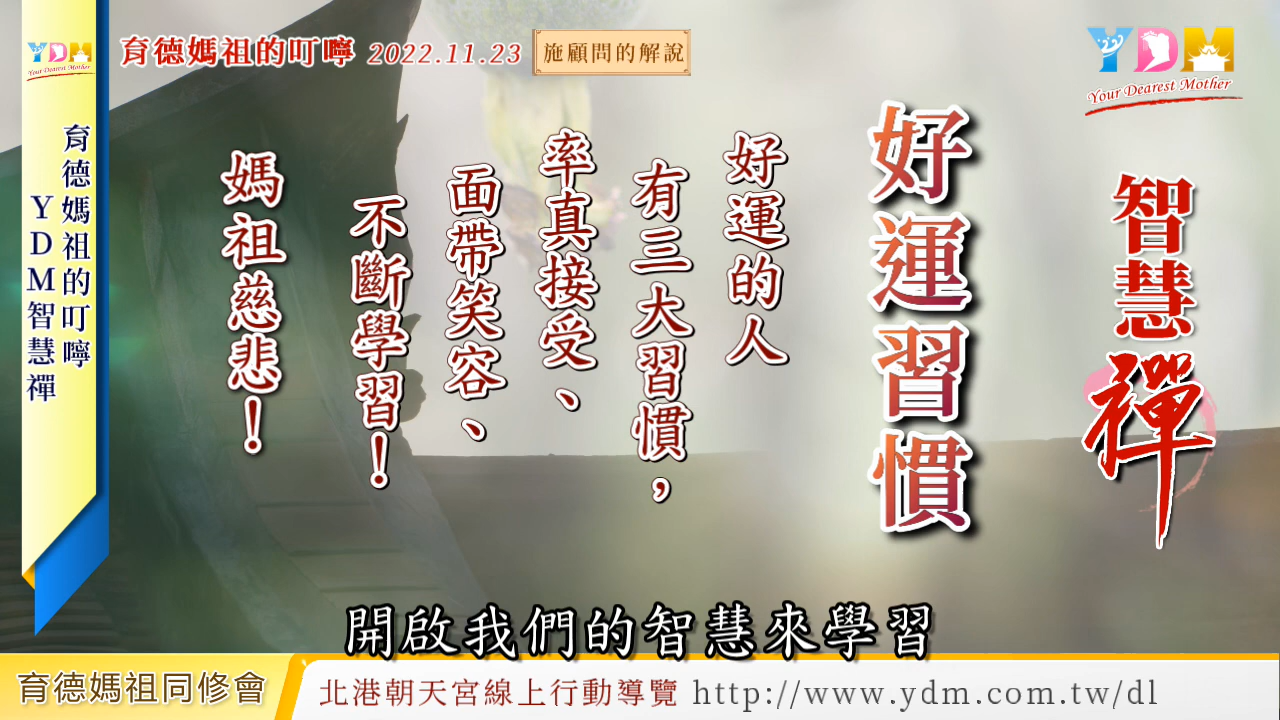 育德媽祖的叮嚀 2022.11.23 施顧問的解說
YDM
Your Dearest Mother
育德媽祖的叮嚀
YDM智慧禪
YDM
Your Dearest Mother
智慧禪
好運習慣
好運的人
有三大習慣，
率真接受、
面帶笑容、
不斷學習！
媽祖慈悲！
開啟我們的智慧來學習
育德媽祖同修會
北港朝天宮線上行動導覽 http://www.ydm.com.tw/dl